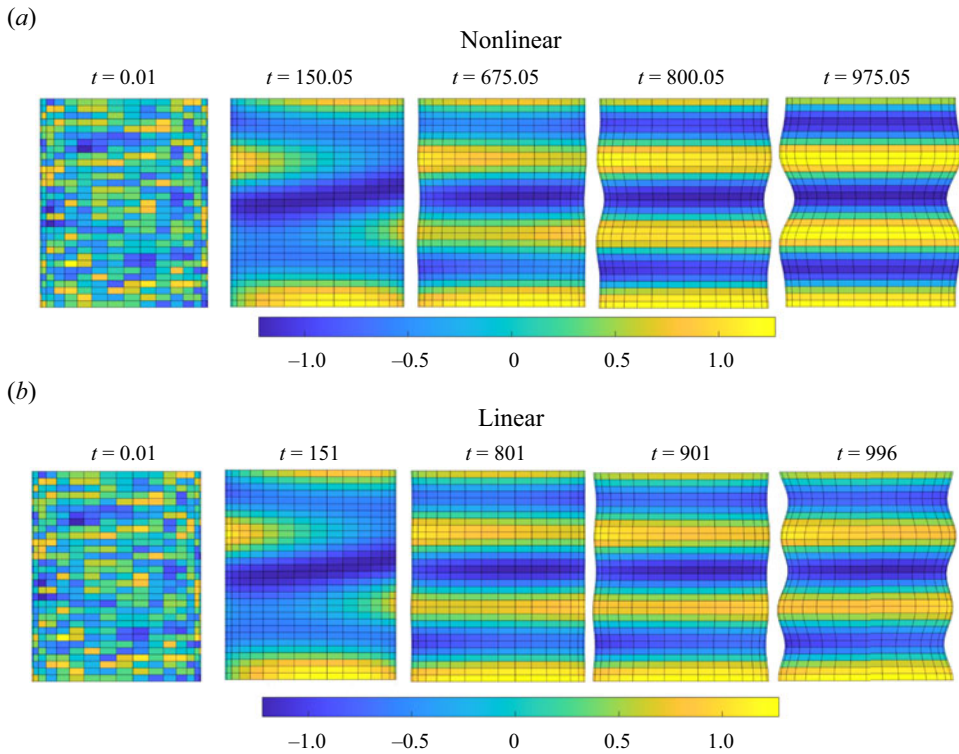 (a)
Nonlinear
t = 0.01 t = 150.05 t = 675.05 t = 800.05 t = 975.05
–1.0 –0.5 0 0.5 1.0
(b)
Linear
t = 0.01 t = 151 t = 801 t = 901 t = 996
–1.0 –0.5 0 0.5 1.0